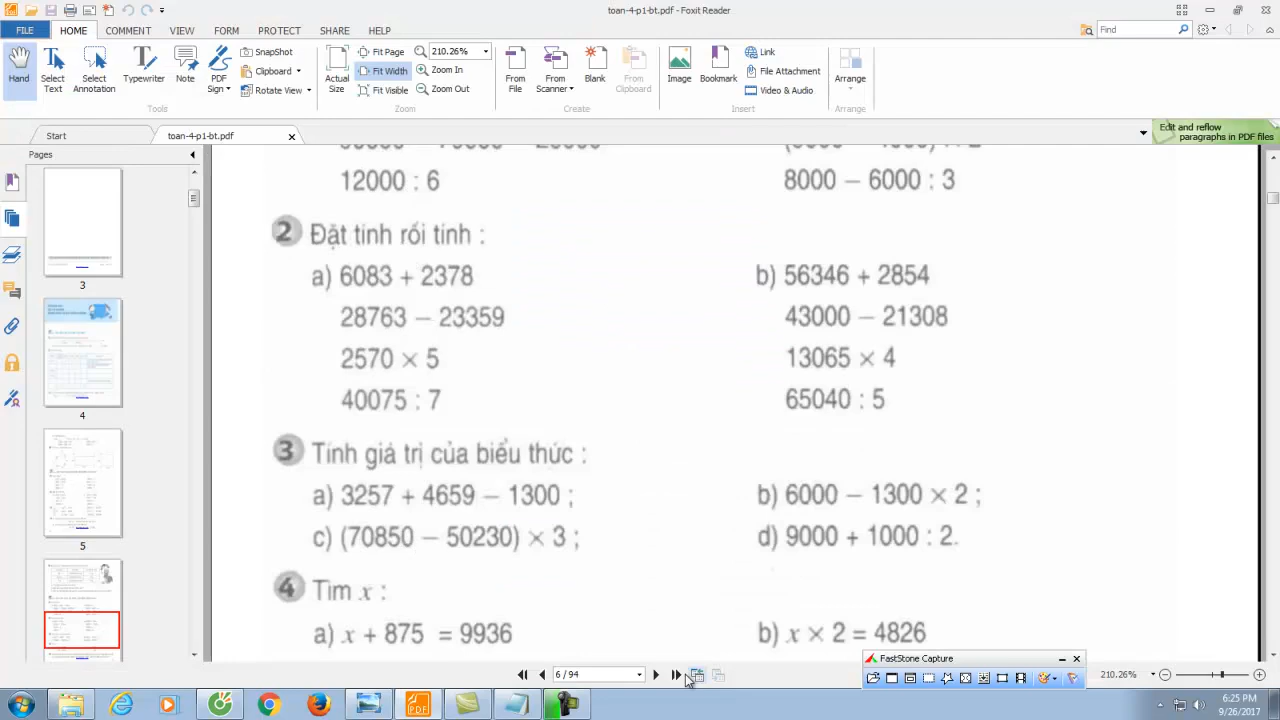 toan-4-p1-bt.pdf - Foxit Reader
FILE HOME COMMENT VIEW FORM PROTECT SHARE HELP
Find
Hand
Select Text
Select Annotation
Typewriter
Note
PDF Sign
SnapShot
Clipboard
Rotate View
Tools
Actual Size
Fit Page
Fit Width
Fit Visible
210.26%
Zoom In
Zoom Out
Zoom
From File
From Scanner
Blank
From Clipboard
Create
Image
Bookmark
Link
File Attachment
Video & Audio
Insert
Arrange
Arrange
Start
toan-4-p1-bt.pdf
Edit and reflow
paragraphs in PDF files
Pages
3
4
5
12000 : 6
8000 – 6000 : 3
2 Đặt tính rồi tính :
a) 6083 + 2378
b) 56346 + 2854
28763 – 23359
43000 – 21308
2570 × 5
13065 × 4
40075 : 7
65040 : 5
3 Tính giá trị của biểu thức :
a) 3257 + 4659 – 1300 ;
b) 6000 – 1300 × 2 ;
c) (70850 – 50230) × 3 ;
d) 9000 + 1000 : 2.
4 Tìm x :
a) x + 875 = 9936
b) x × 2 = 4826
FastStone Capture
6 / 94
210.26%
PDF
6:25 PM
9/26/2017